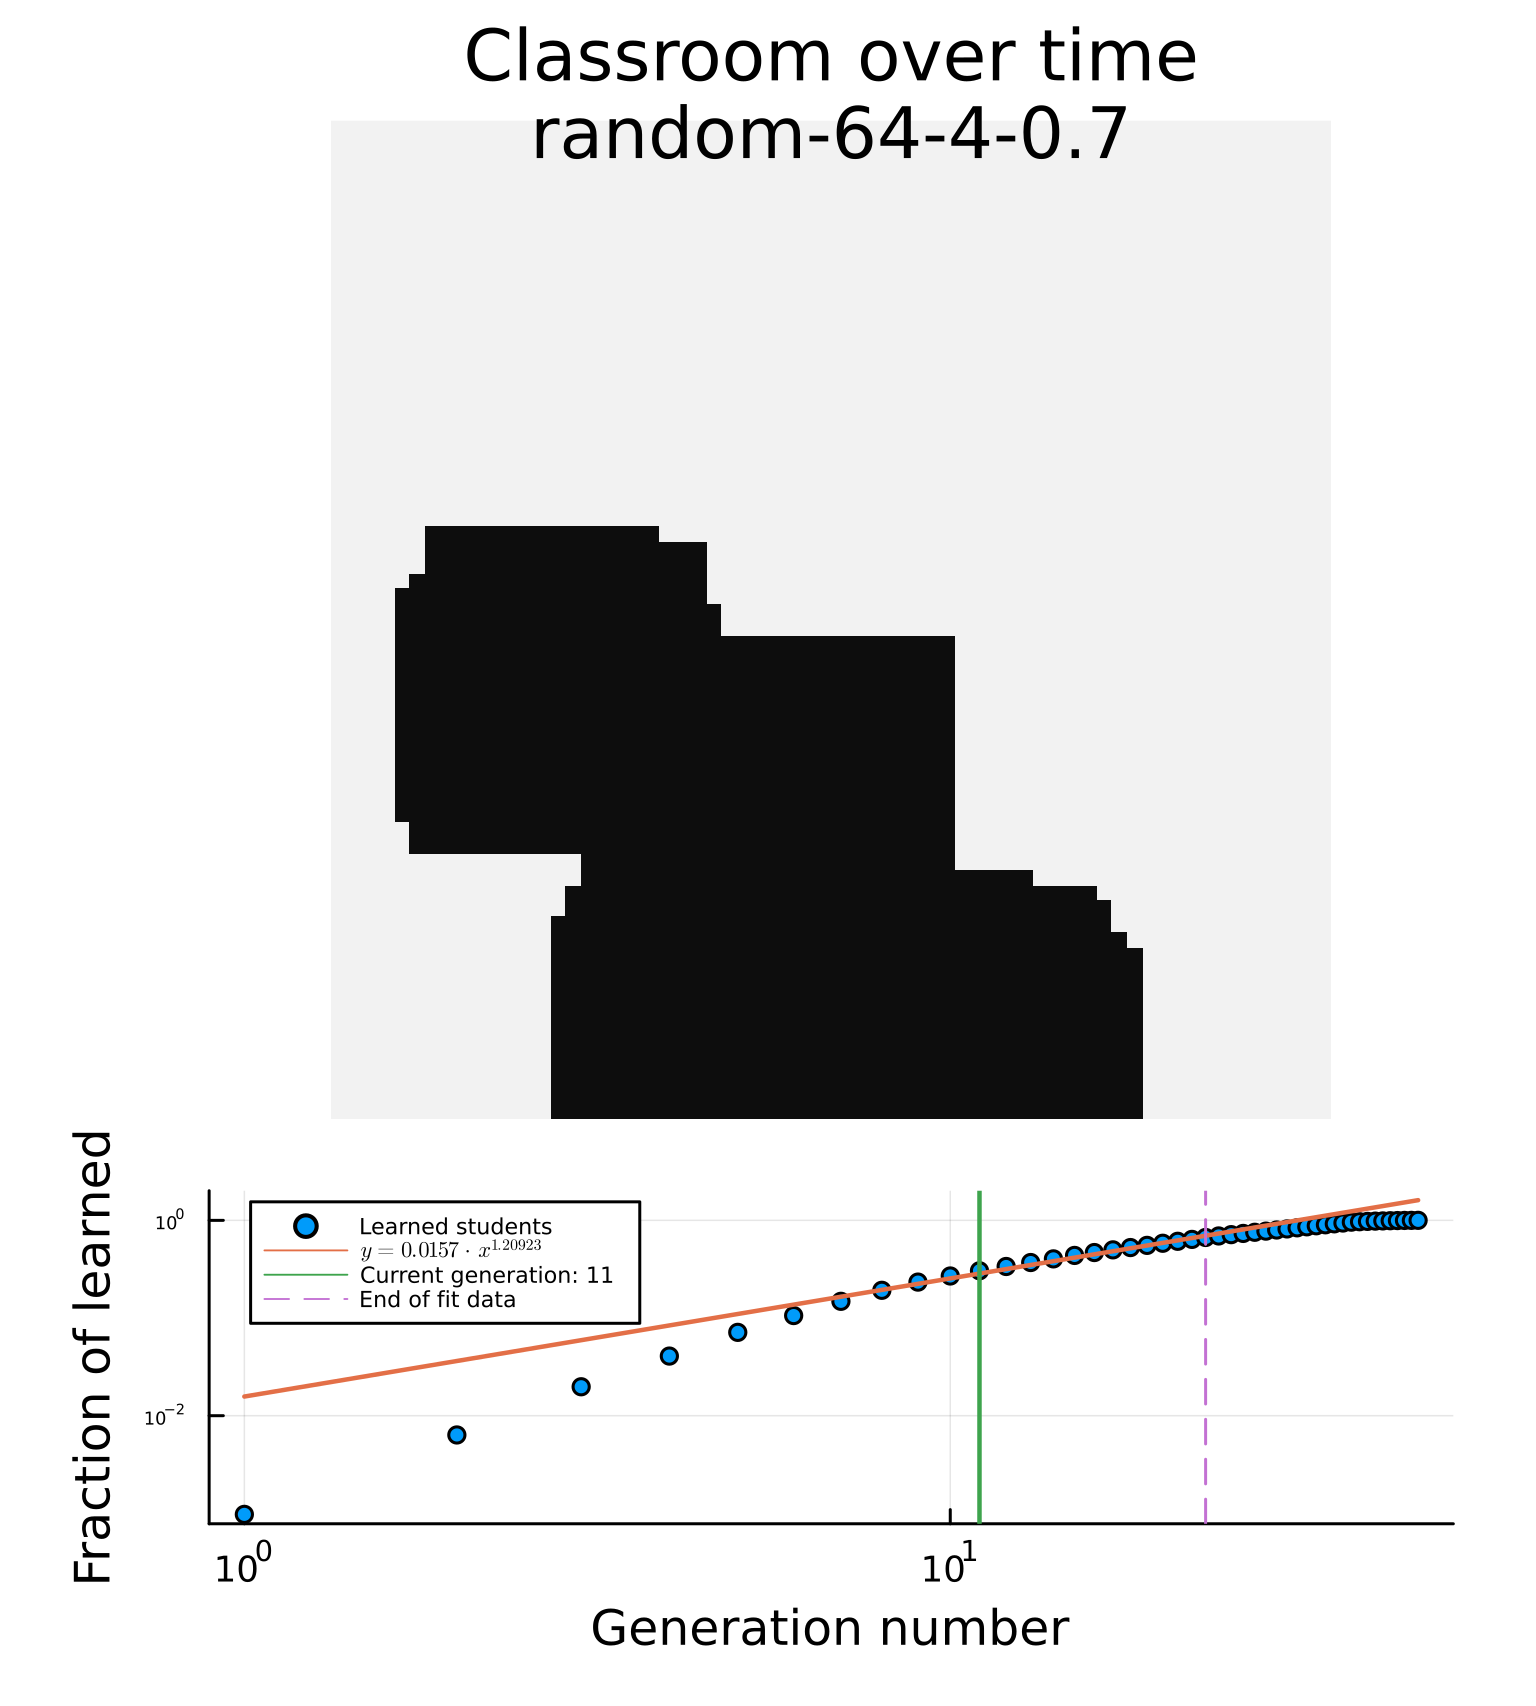 Classroom over time
random-64-4-0.7
Fraction of learned
10⁰
10⁻²
Learned students
y = 0.0157 · x^1.20923
Current generation: 11
End of fit data
10⁰ 10¹
Generation number